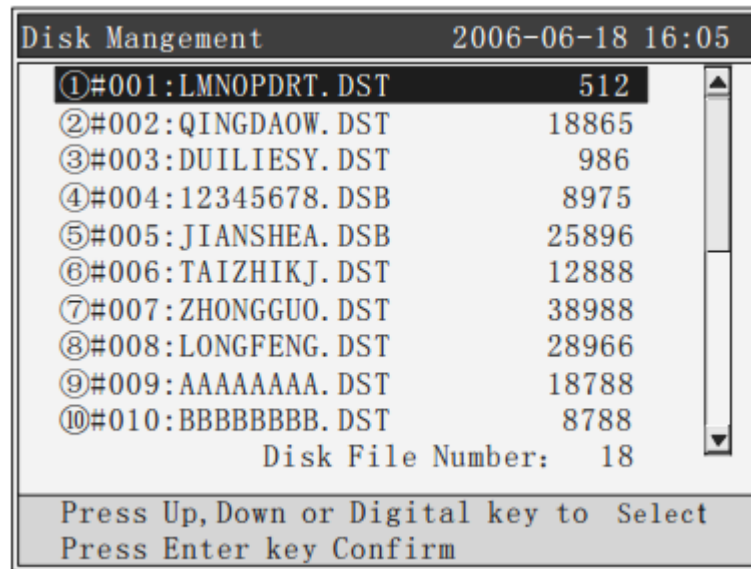 Disk Mangement 2006-06-18 16:05
①#001:LMNOPDRT.DST 512
②#002:QINGDAOW.DST 18865
③#003:DUILIESY.DST 986
④#004:12345678.DSB 8975
⑤#005:JIANSHEA.DSB 25896
⑥#006:TAIZHIKJ.DST 12888
⑦#007:ZHONGGUO.DST 38988
⑧#008:LONGFENG.DST 28966
⑨#009:AAAAAAAA.DST 18788
⑩#010:BBBBBBBB.DST 8788
Disk File Number: 18
Press Up,Down or Digital key to Select
Press Enter key Confirm